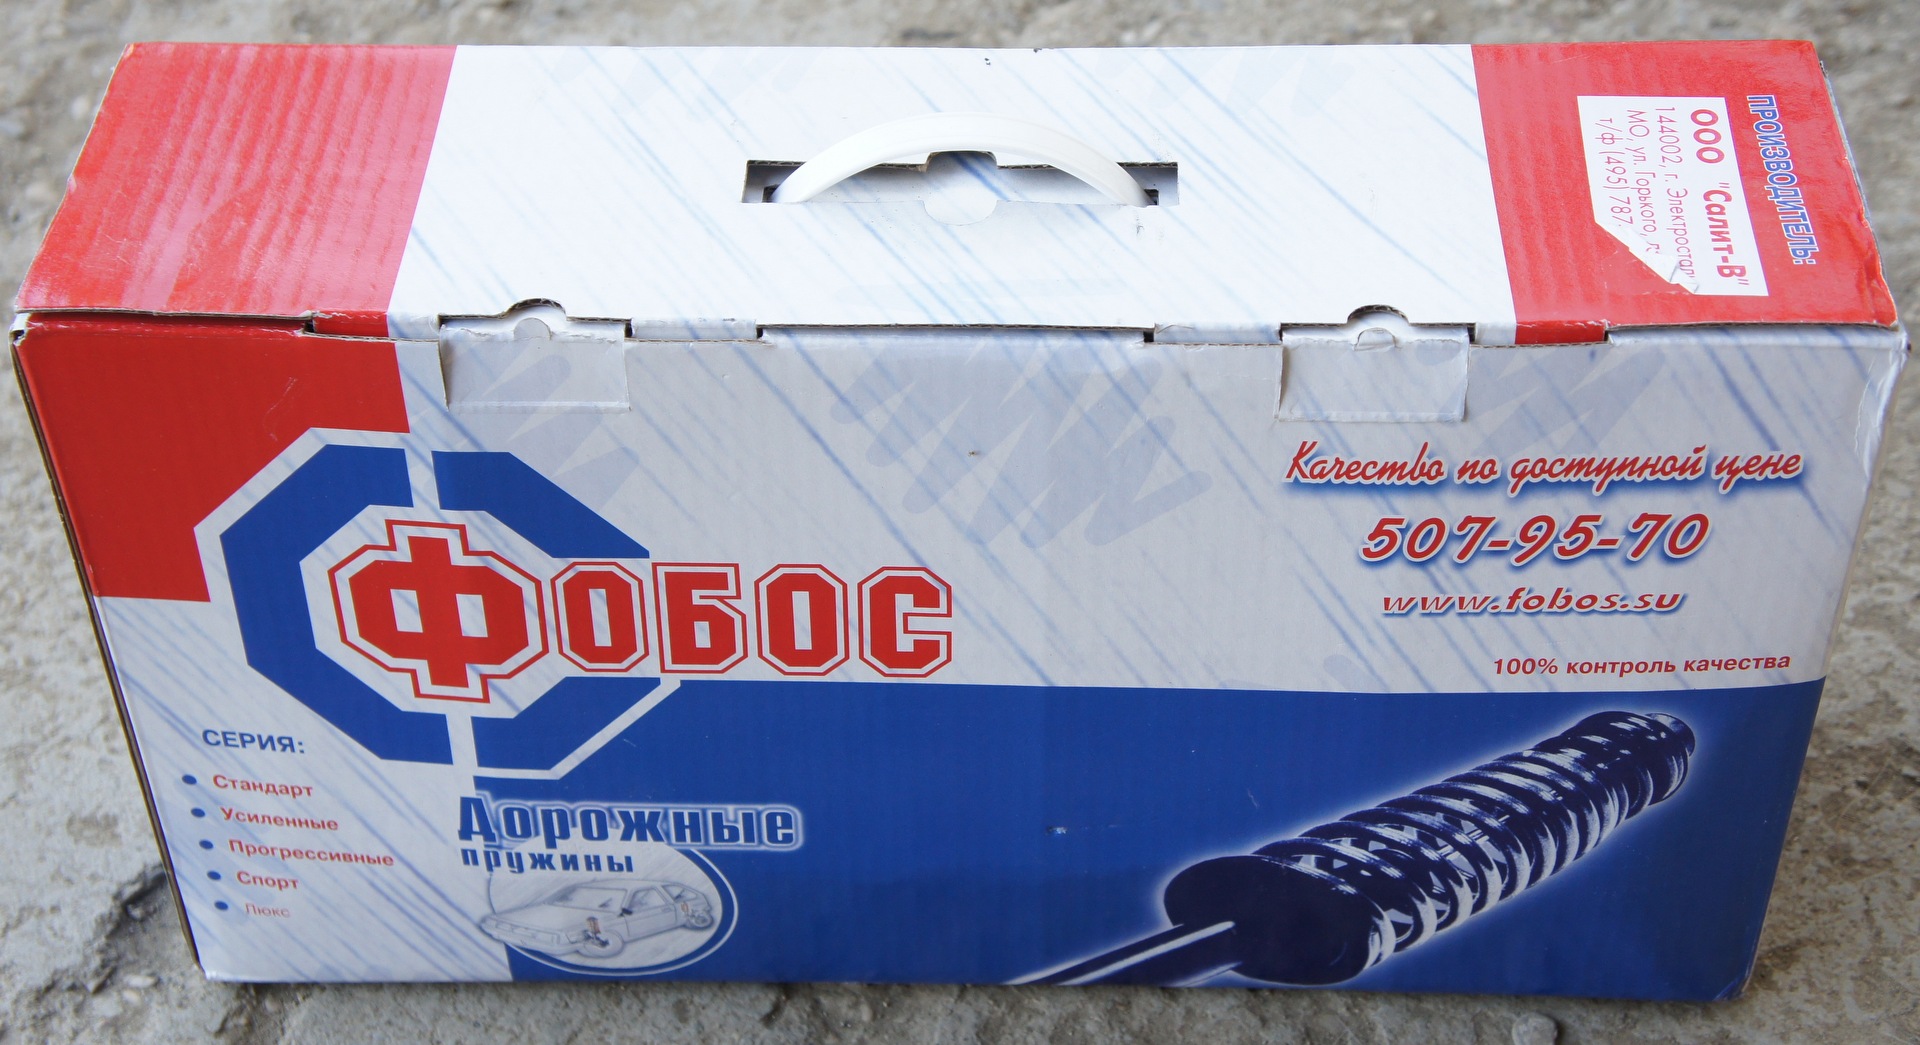 ПРОИЗВОДИТЕЛЬ:
ООО "Салит-В"
144002, г. Электростал
МО, ул. Горького,
т/ф (495) 787
Качество по доступной цене
507-95-70
www.fobos.su
100% контроль качества
ФОБОС
СЕРИЯ:
Стандарт
Усиленные
Прогрессивные
Спорт
Люкс
Дорожные
пружины